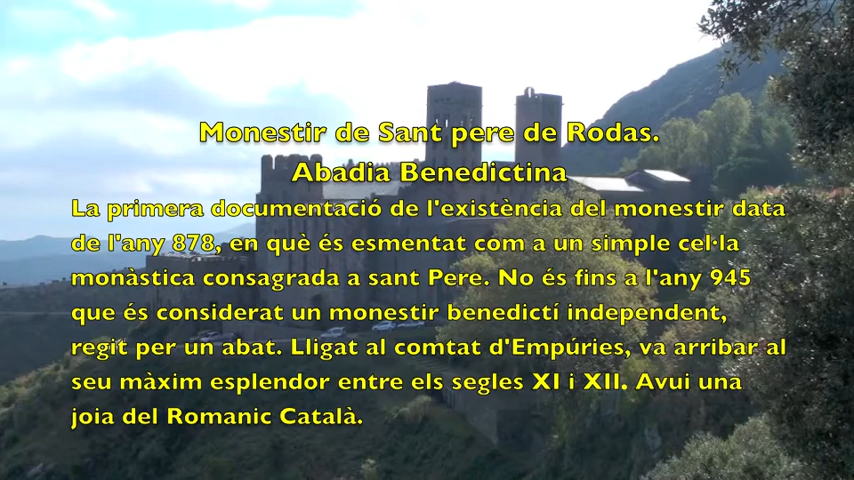 Monestir de Sant pere de Rodas.
Abadia Benedictina
La primera documentació de l'existència del monestir data
de l'any 878, en què és esmentat com a un simple cel·la
monàstica consagrada a sant Pere. No és fins a l'any 945
que és considerat un monestir benedictí independent,
regit per un abat. Lligat al comtat d'Empúries, va arribar al
seu màxim esplendor entre els segles XI i XII. Avui una
joia del Romanic Català.